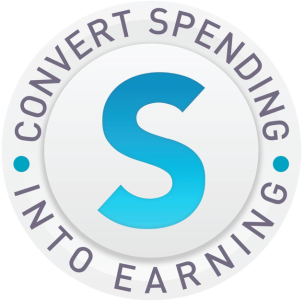 CONVERT SPENDING
S
INTO EARNING